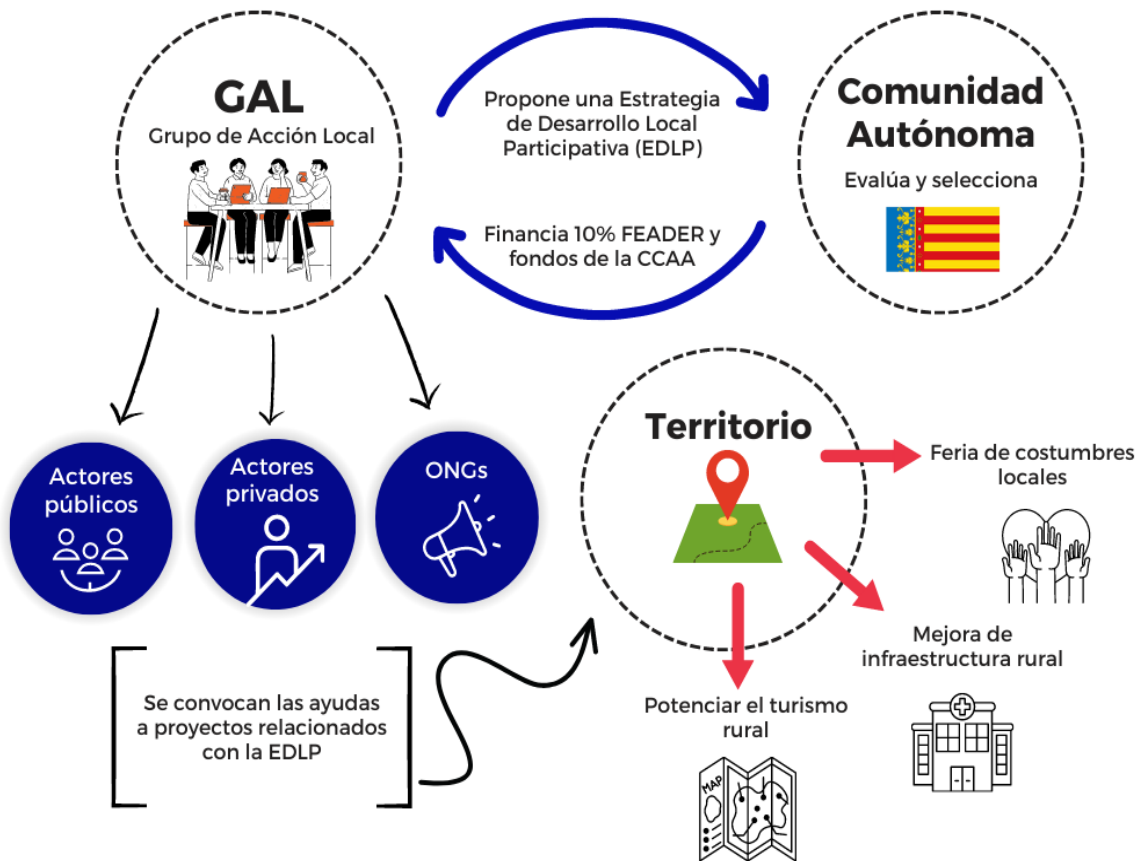 GAL
Grupo de Acción Local
Propone una Estrategia
de Desarrollo Local
Participativa (EDLP)
Comunidad
Autónoma
Evalúa y selecciona
Financia 10% FEADER y
fondos de la CCAA
Actores
públicos
Actores
privados
ONGs
Se convocan las ayudas
a proyectos relacionados
con la EDLP
Territorio
Feria de costumbres
locales
Mejora de
infraestructura rural
Potenciar el turismo
rural
MAP